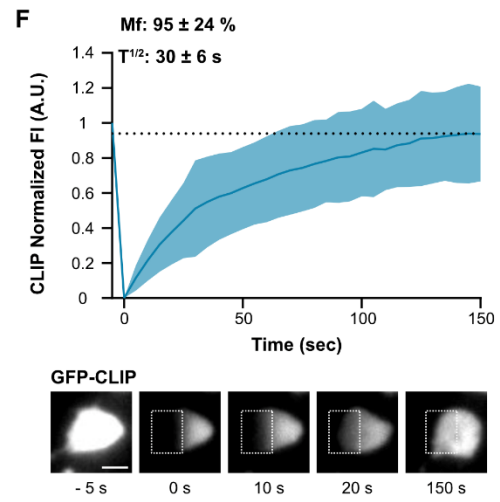 F
Mf: 95 ± 24 %
T1/2: 30 ± 6 s
CLIP Normalized FI (A.U.)
1.4
1.2
1
0.8
0.6
0.4
0.2
0
0 50 100 150
Time (sec)
GFP-CLIP
- 5 s 0 s 10 s 20 s 150 s